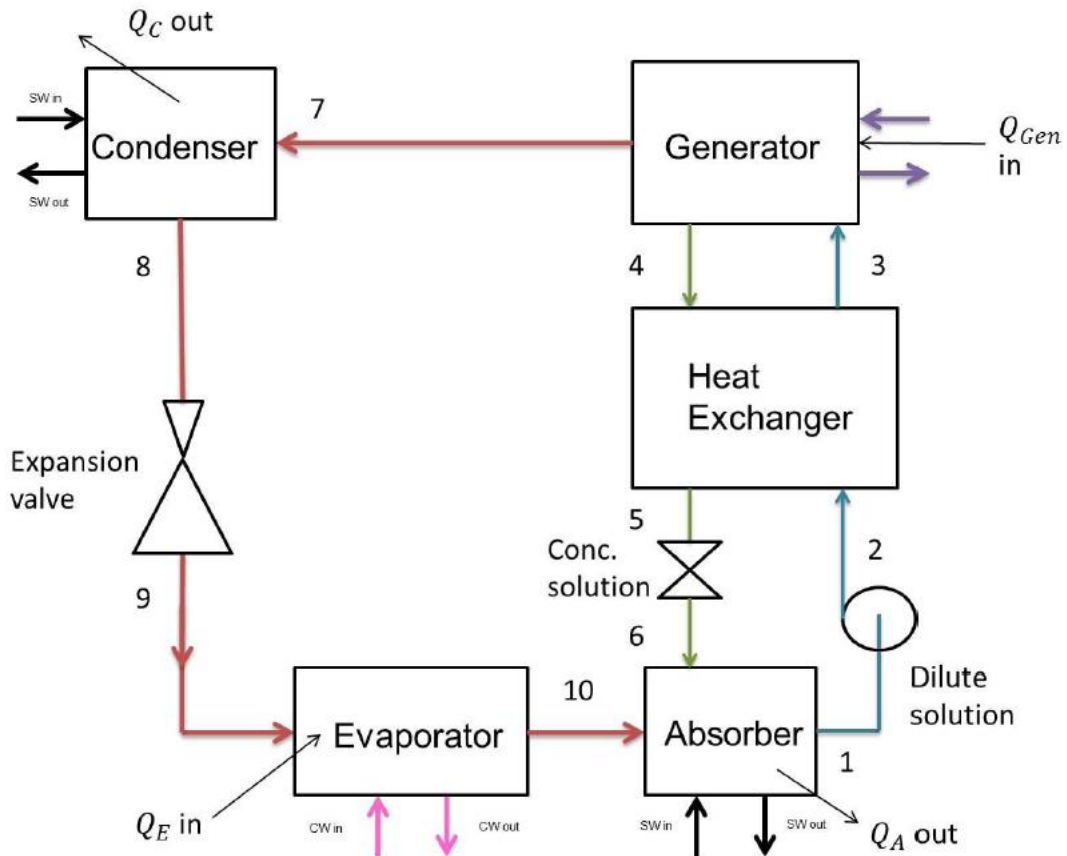 Q_C out
SW in
Condenser
SW out
7
Generator
Q_Gen
in
8
4
3
Heat
Exchanger
Expansion
valve
5
2
Conc.
solution
9
6
Dilute
solution
10
Evaporator
Absorber
1
Q_E in
CW in
CW out
SW in
SW out
Q_A out